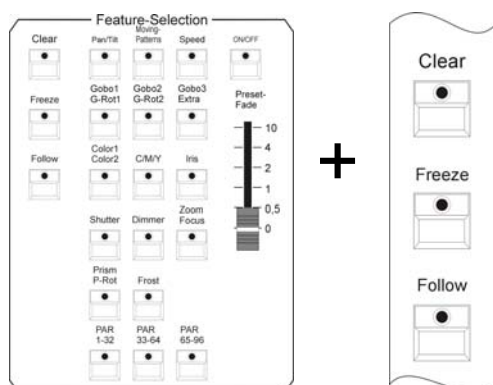 Feature-Selection
Clear
Pan/Tilt
Moving-
Patterns
Speed
ON/OFF
Freeze
Gobo1
G-Rot1
Gobo2
G-Rot2
Gobo3
Extra
Preset-
Fade
10
4
2
1
0,5
0
Follow
Color1
Color2
C/M/Y
Iris
Shutter
Dimmer
Zoom
Focus
Prism
P-Rot
Frost
PAR
1-32
PAR
33-64
PAR
65-96
+
Clear
Freeze
Follow